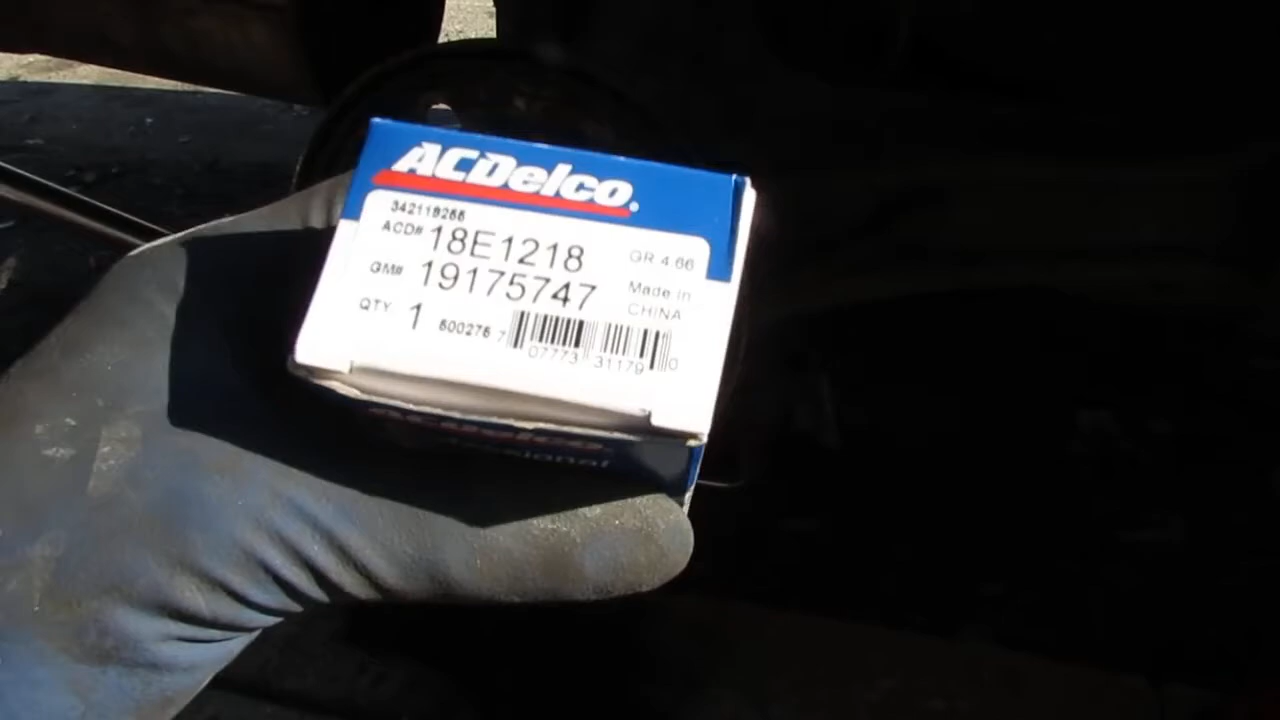 ACDelco.
342118266
ACD# 18E1218
GR 4.66
GM# 19175747
Made in
CHINA
QTY. 1
600276
7 07773 31179 0
ACDelco